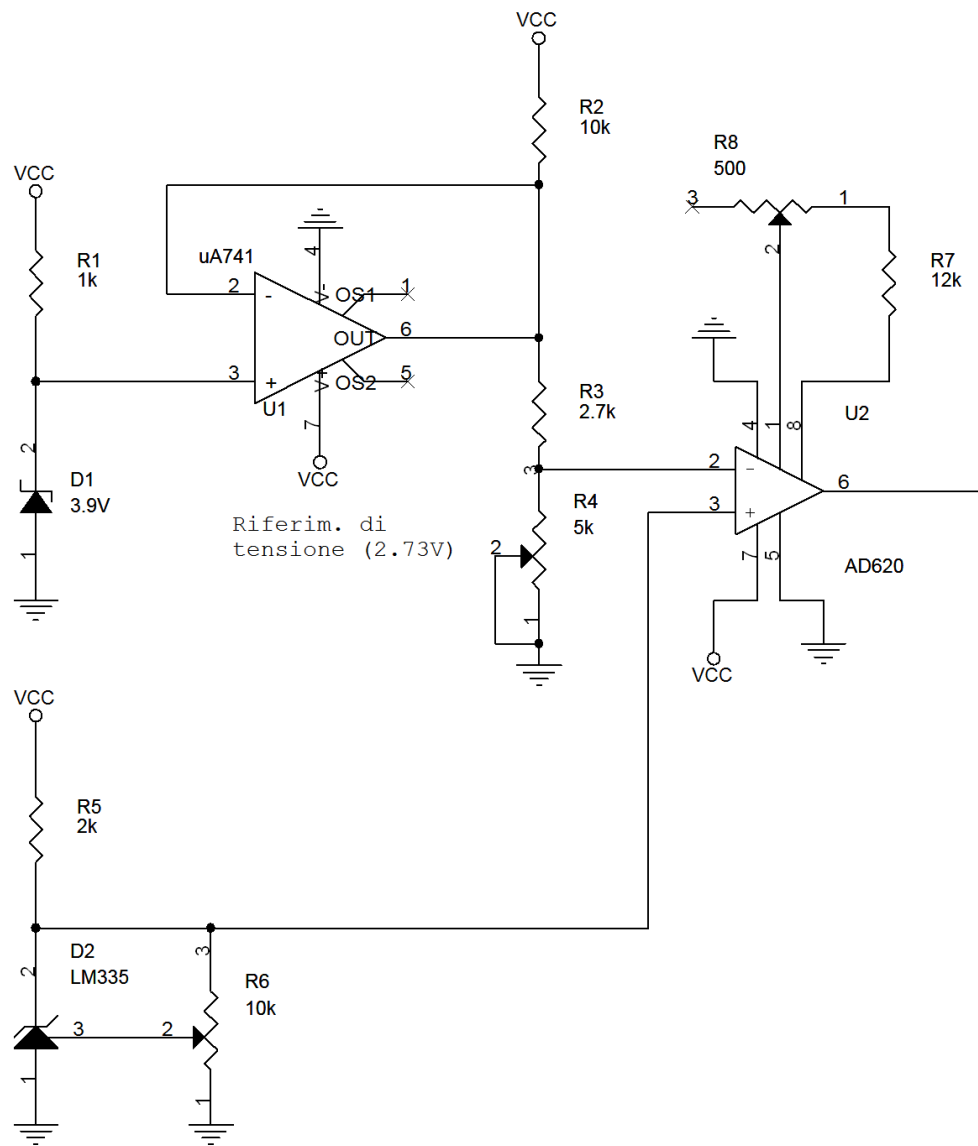 VCC
R2
10k
R8
500
3
1
2
VCC
R1
1k
uA741
4
R7
12k
2
-
V-
OS1
1
OUT
6
3
+
V+
OS2
5
U1
7
VCC
R3
2.7k
4
1
8
U2
2
D1
3.9V
1
Riferim. di
tensione (2.73V)
3
2
-
6
R4
5k
3
+
2
7
5
AD620
1
VCC
VCC
R5
2k
D2
LM335
2
3
R6
10k
3
2
1
1